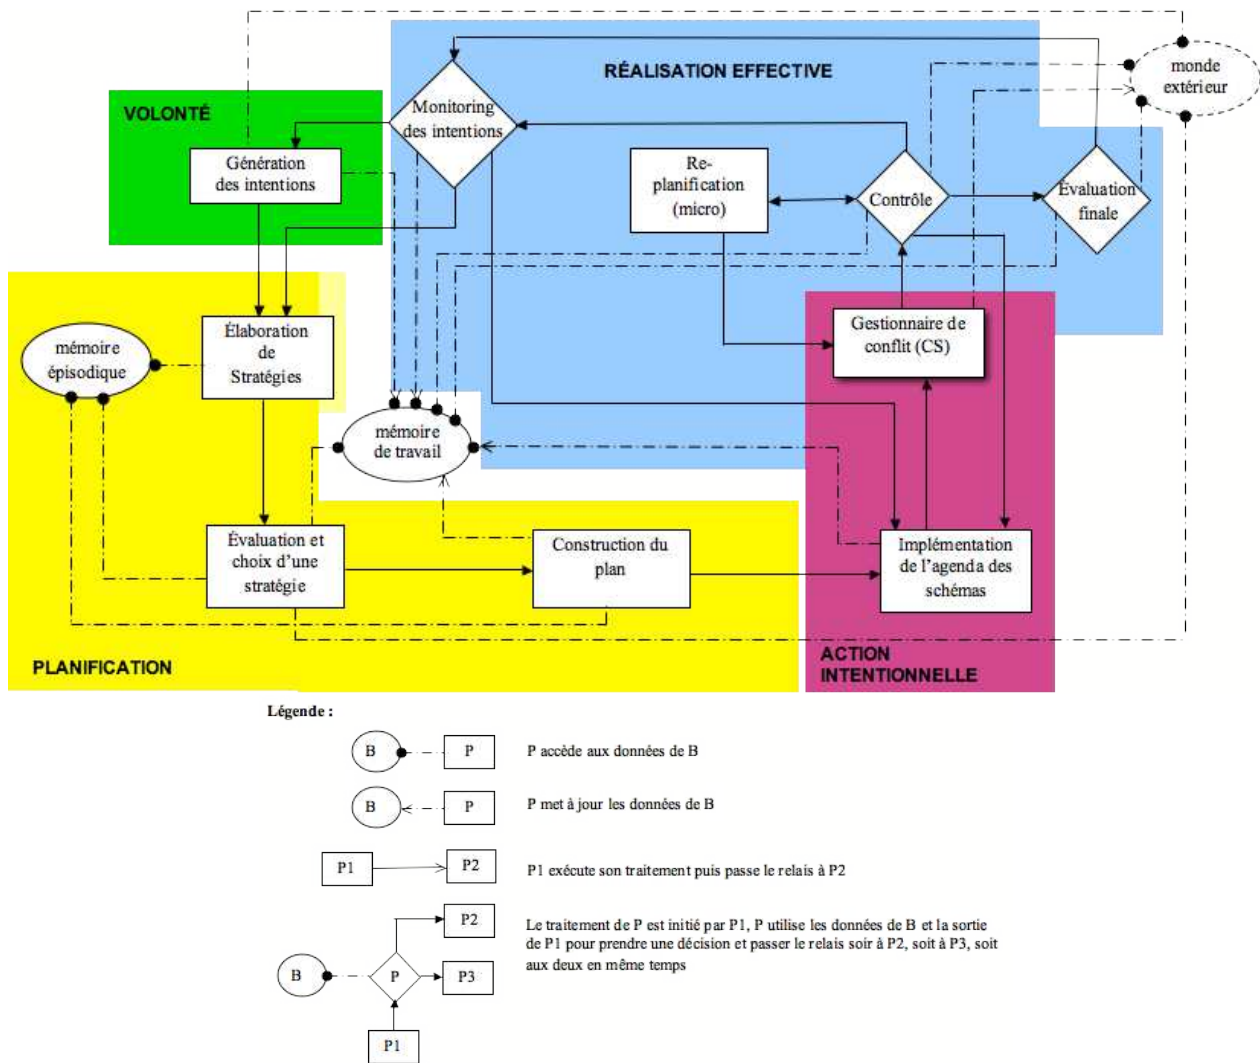 RÉALISATION EFFECTIVE
monde
extérieur
VOLONTÉ
Monitoring
des intentions
Génération
des intentions
Re-
planification
(micro)
Contrôle
Évaluation
finale
Élaboration
de
Stratégies
mémoire
épisodique
Gestionnaire de
conflit (CS)
mémoire
de travail
Évaluation et
choix d'une
stratégie
Construction du
plan
Implémentation
de l'agenda des
schémas
PLANIFICATION
ACTION
INTENTIONNELLE
Légende :
B
P
P accède aux données de B
B
P
P met à jour les données de B
P1
P2
P1 exécute son traitement puis passe le relais à P2
P2
B
P
P3
P1
Le traitement de P est initié par P1, P utilise les données de B et la sortie
de P1 pour prendre une décision et passer le relais soir à P2, soit à P3, soit
aux deux en même temps